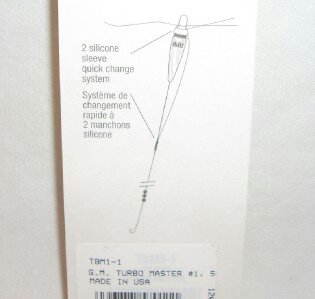 2 silicone
sleeve
quick change
system
Système de
changement
rapide à
2 manchons
silicone
TBM1-1
G.M. TURBO MASTER #1. 5
MADE IN USA